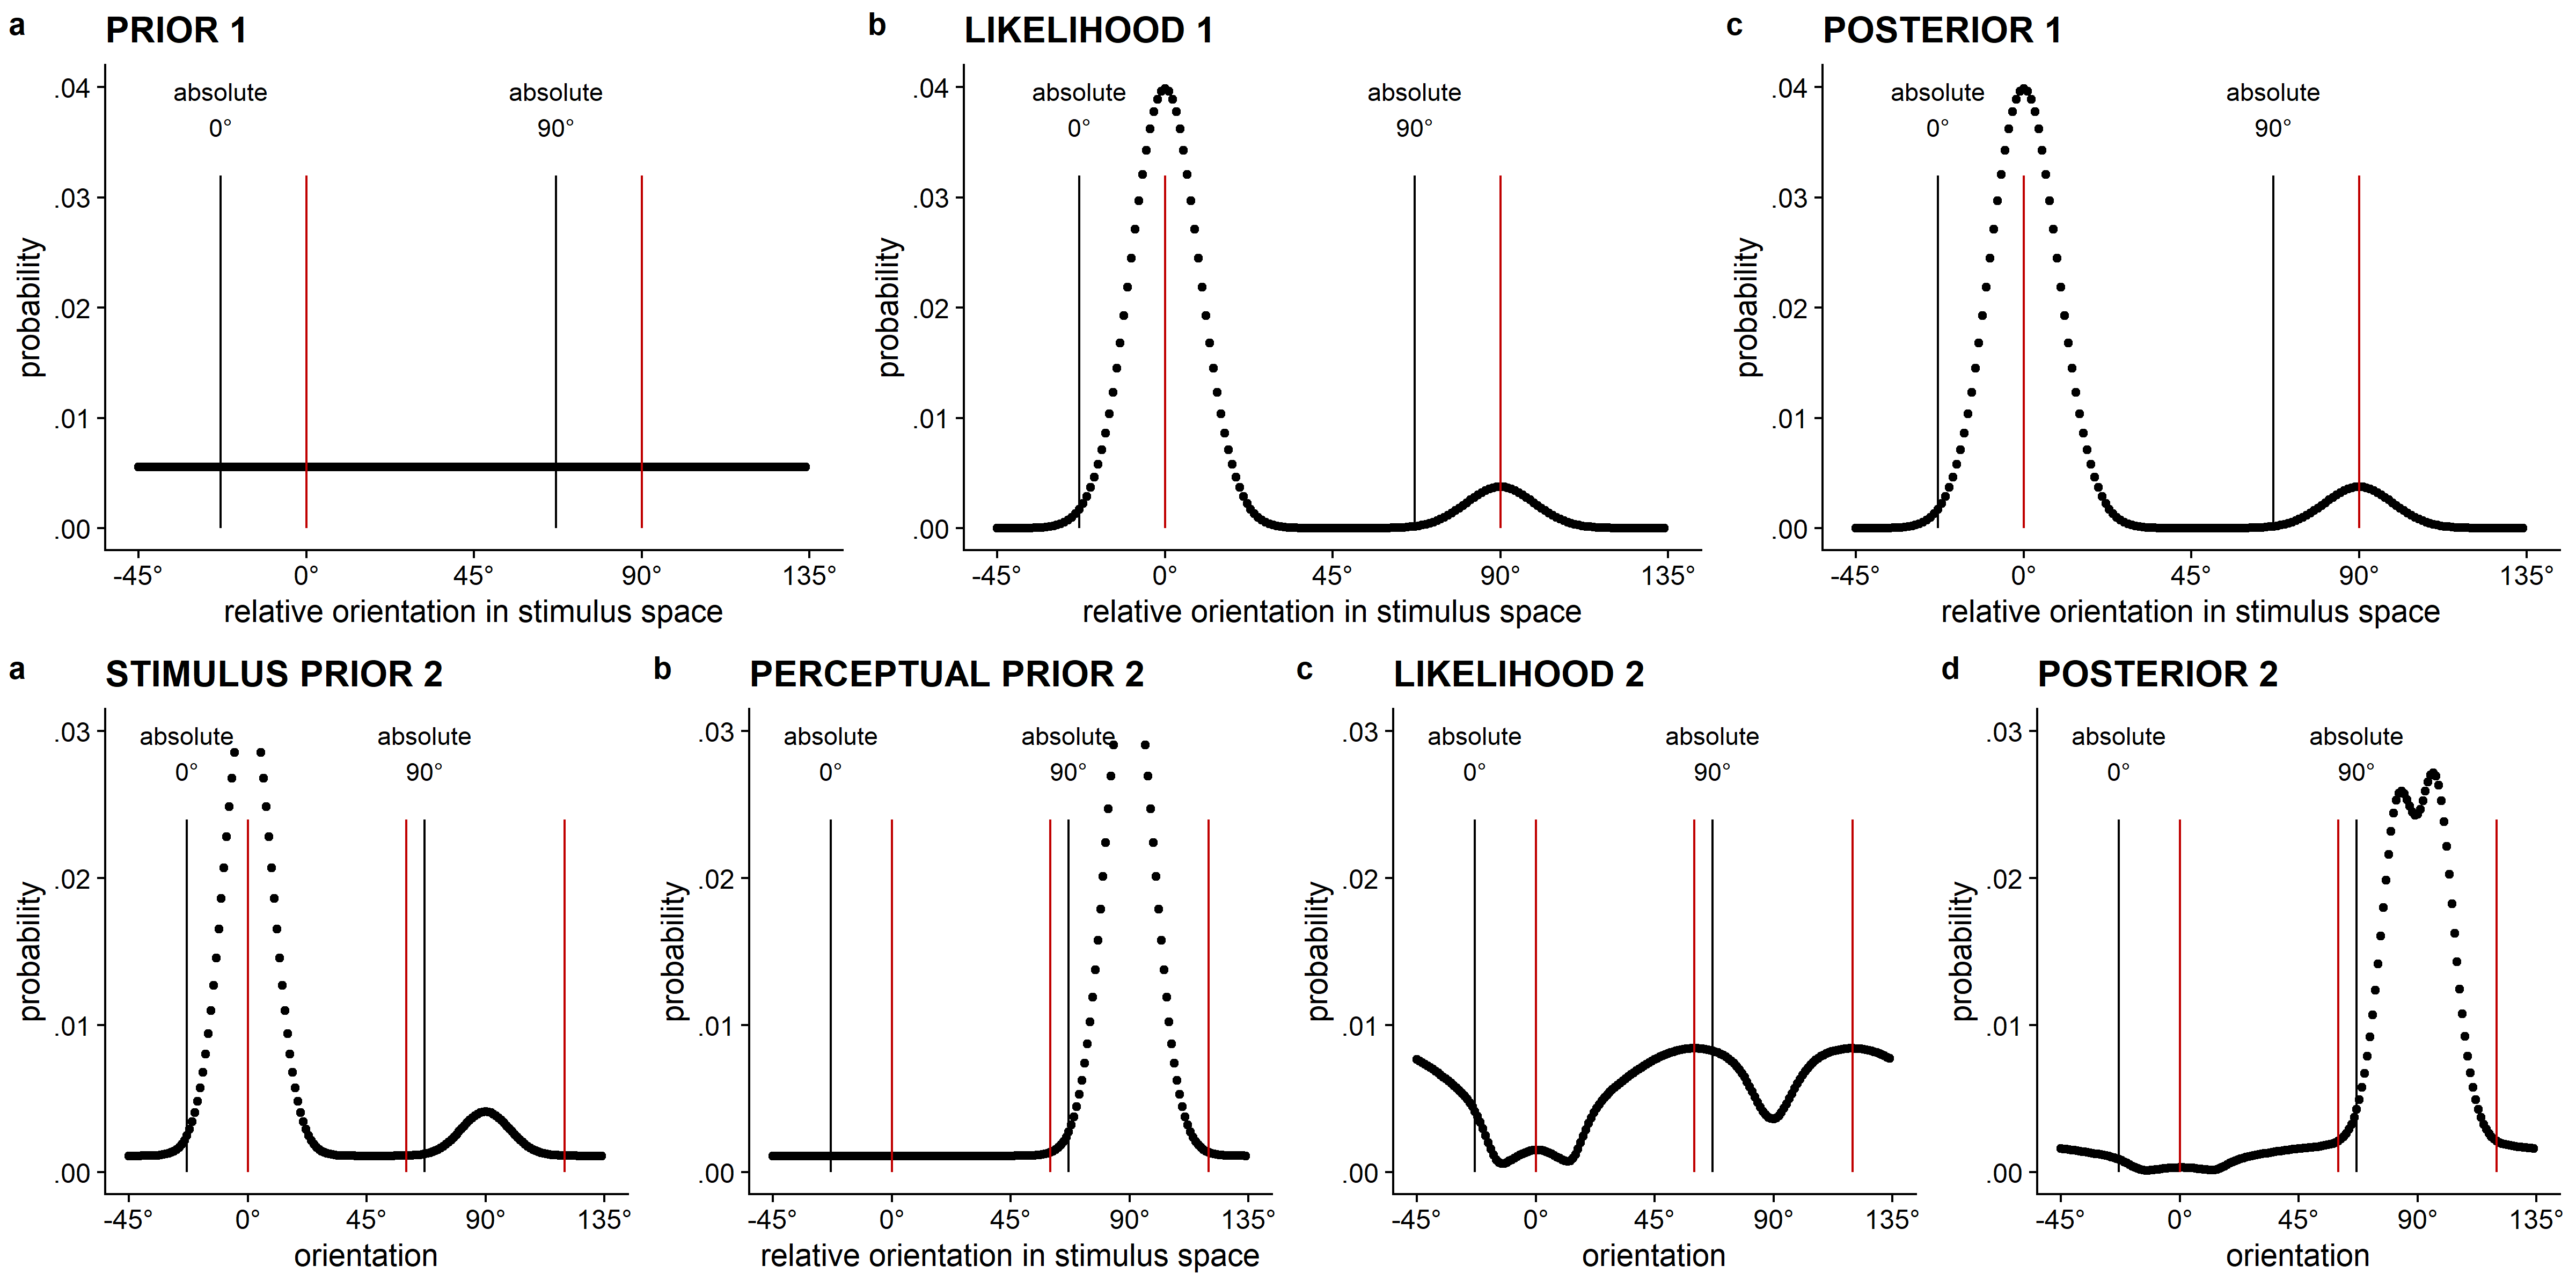 a PRIOR 1
absolute
0°
absolute
90°
.04
.03
.02
.01
.00
probability
-45° 0° 45° 90° 135°
relative orientation in stimulus space
b LIKELIHOOD 1
absolute
0°
absolute
90°
.04
.03
.02
.01
.00
probability
-45° 0° 45° 90° 135°
relative orientation in stimulus space
c POSTERIOR 1
absolute
0°
absolute
90°
.04
.03
.02
.01
.00
probability
-45° 0° 45° 90° 135°
relative orientation in stimulus space
a STIMULUS PRIOR 2
absolute
0°
absolute
90°
.03
.02
.01
.00
probability
-45° 0° 45° 90° 135°
orientation
b PERCEPTUAL PRIOR 2
absolute
0°
absolute
90°
.03
.02
.01
.00
probability
-45° 0° 45° 90° 135°
relative orientation in stimulus space
c LIKELIHOOD 2
absolute
0°
absolute
90°
.03
.02
.01
.00
probability
-45° 0° 45° 90° 135°
orientation
d POSTERIOR 2
absolute
0°
absolute
90°
.03
.02
.01
.00
probability
-45° 0° 45° 90° 135°
orientation